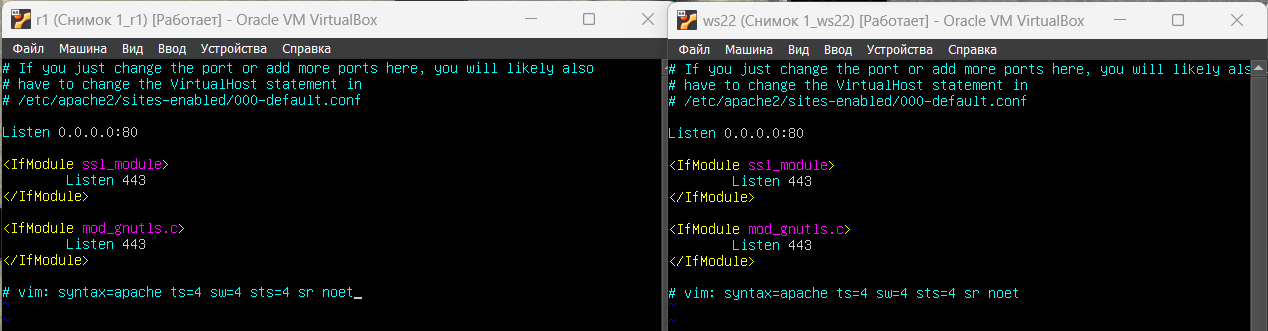 r1 (Снимок 1_r1) [Работает] - Oracle VM VirtualBox
Файл Машина Вид Ввод Устройства Справка
# If you just change the port or add more ports here, you will likely also
# have to change the VirtualHost statement in
# /etc/apache2/sites-enabled/000-default.conf
Listen 0.0.0.0:80
<IfModule ssl_module>
Listen 443
</IfModule>
<IfModule mod_gnutls.c>
Listen 443
</IfModule>
# vim: syntax=apache ts=4 sw=4 sts=4 sr noet
~
~
ws22 (Снимок 1_ws22) [Работает] - Oracle VM VirtualBox
Файл Машина Вид Ввод Устройства Справка
# If you just change the port or add more ports here, you will likely als
# have to change the VirtualHost statement in
# /etc/apache2/sites-enabled/000-default.conf
Listen 0.0.0.0:80
<IfModule ssl_module>
Listen 443
</IfModule>
<IfModule mod_gnutls.c>
Listen 443
</IfModule>
# vim: syntax=apache ts=4 sw=4 sts=4 sr noet
~
~